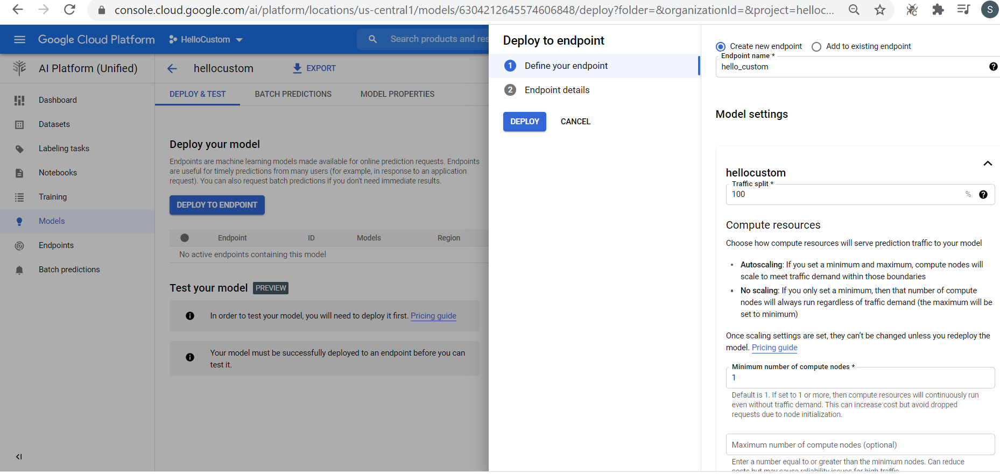 console.cloud.google.com/ai/platform/locations/us-central1/models/6304212645574606848/deploy?folder=&organizationId=&project=helloc...
S
Google Cloud Platform
HelloCustom
Search products and res
AI Platform (Unified)
Dashboard
Datasets
Labeling tasks
Notebooks
Training
Models
Endpoints
Batch predictions
hellocustom
EXPORT
DEPLOY & TEST
BATCH PREDICTIONS
MODEL PROPERTIES
Deploy your model
Endpoints are machine learning models made available for online prediction requests. Endpoints
are useful for timely predictions from many users (for example, in response to an application
request). You can also request batch predictions if you don't need immediate results.
DEPLOY TO ENDPOINT
Endpoint ID Models Region
No active endpoints containing this model
Test your model PREVIEW
In order to test your model, you will need to deploy it first. Pricing guide
Your model must be successfully deployed to an endpoint before you can
test it.
Deploy to endpoint
1 Define your endpoint
2 Endpoint details
DEPLOY CANCEL
Create new endpoint Add to existing endpoint
Endpoint name *
hello_custom
Model settings
hellocustom
Traffic split *
100 %
Compute resources
Choose how compute resources will serve prediction traffic to your model
• Autoscaling: If you set a minimum and maximum, compute nodes will
scale to meet traffic demand within those boundaries
• No scaling: If you only set a minimum, then that number of compute
nodes will always run regardless of traffic demand (the maximum will be
set to minimum)
Once scaling settings are set, they can't be changed unless you redeploy the
model. Pricing guide
Minimum number of compute nodes *
1
Default is 1. If set to 1 or more, then compute resources will continuously run
even without traffic demand. This can increase cost but avoid dropped
requests due to node initialization.
Maximum number of compute nodes (optional)
Enter a number equal to or greater than the minimum nodes. Can reduce
costs but may cause reliability issues for high traffic.